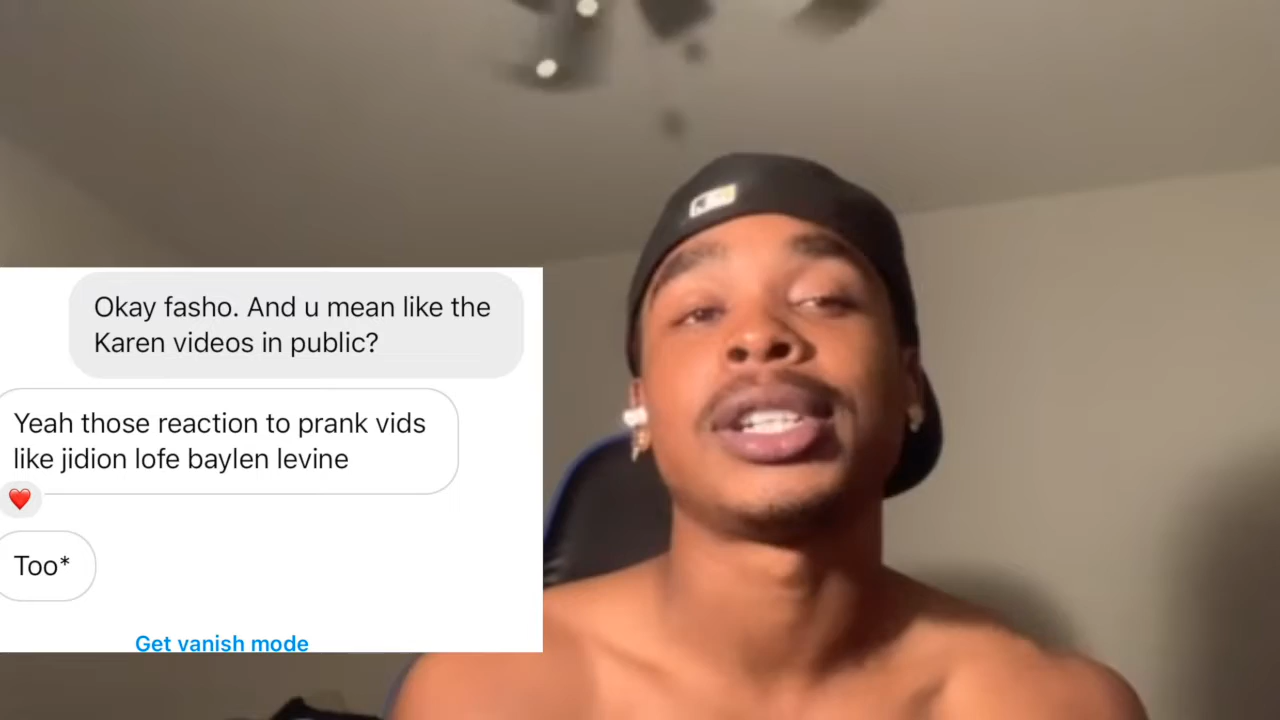 Okay fasho. And u mean like the
Karen videos in public?
Yeah those reaction to prank vids
like jidion lofe baylen levine
Too*
Get vanish mode